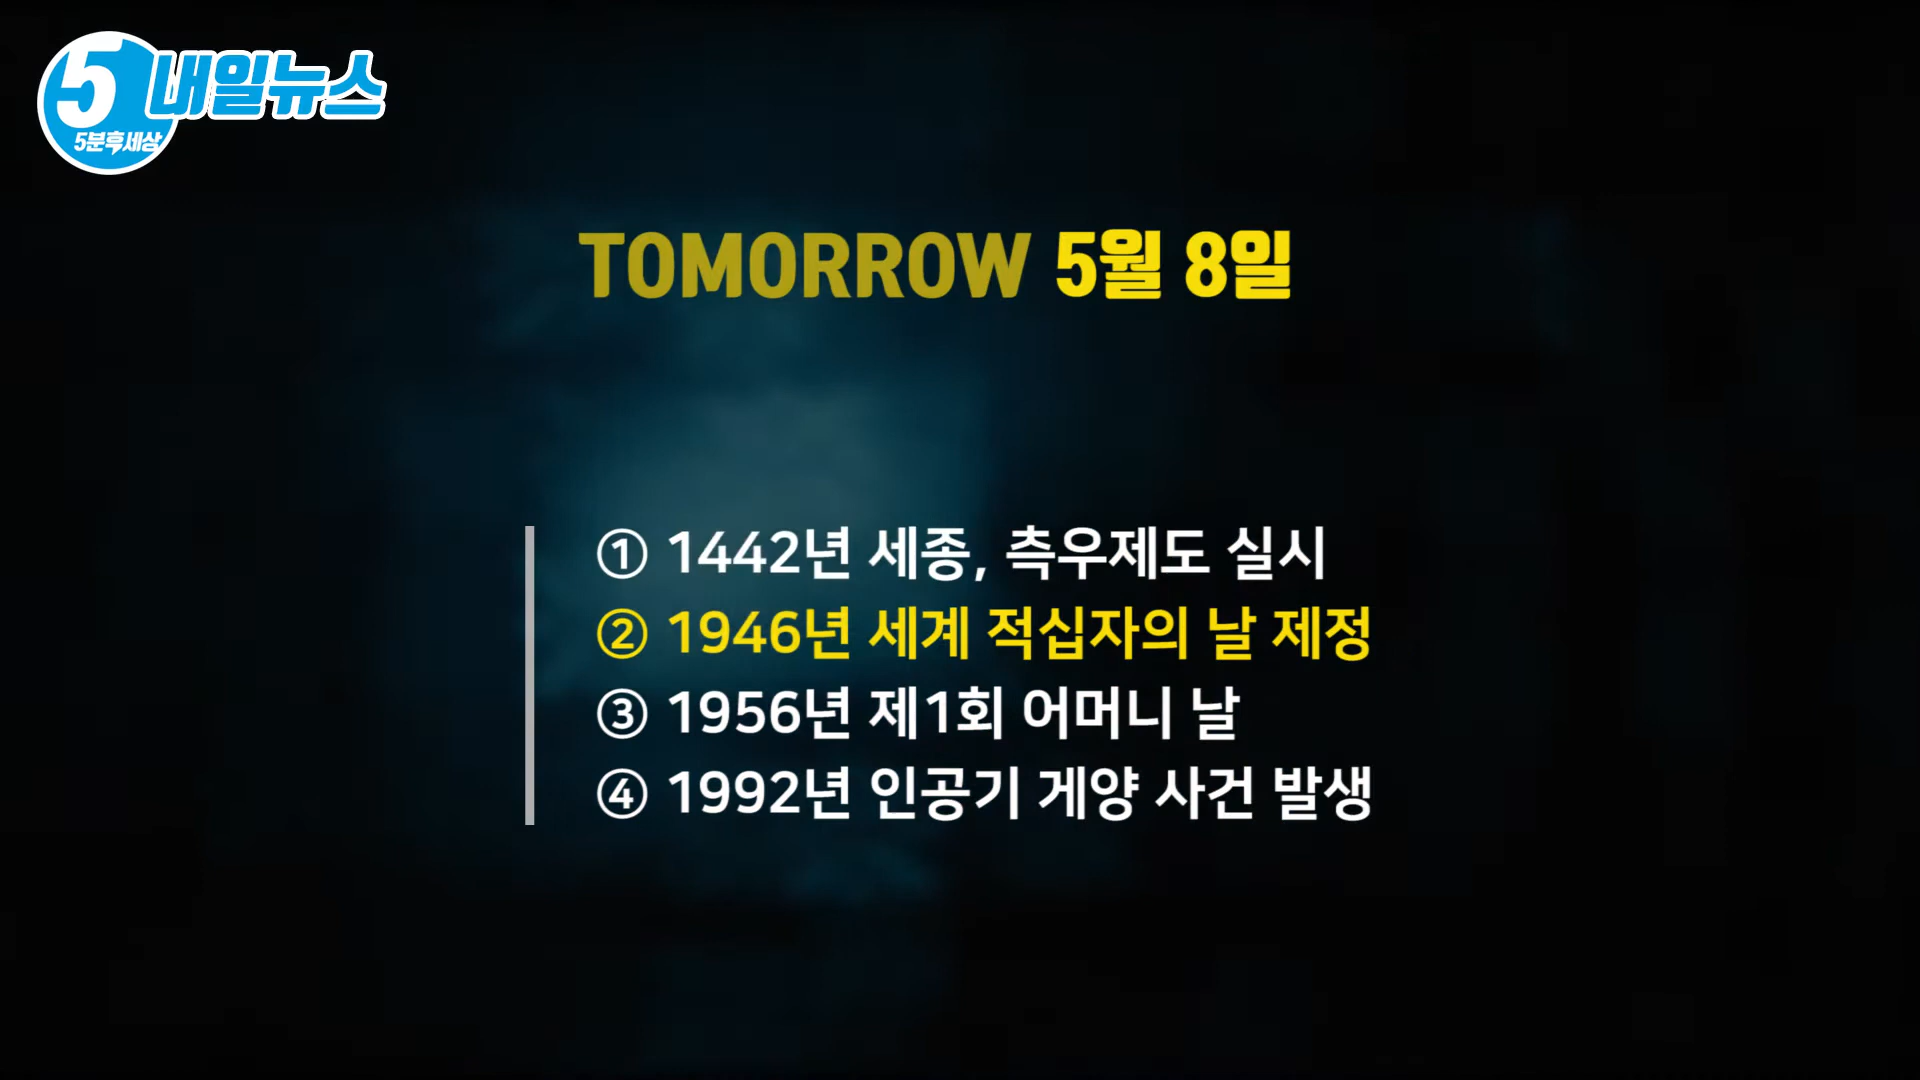 5 내일뉴스
5분후세상
TOMORROW 5월 8일
① 1442년 세종, 측우제도 실시
② 1946년 세계 적십자의 날 제정
③ 1956년 제1회 어머니 날
④ 1992년 인공기 게양 사건 발생